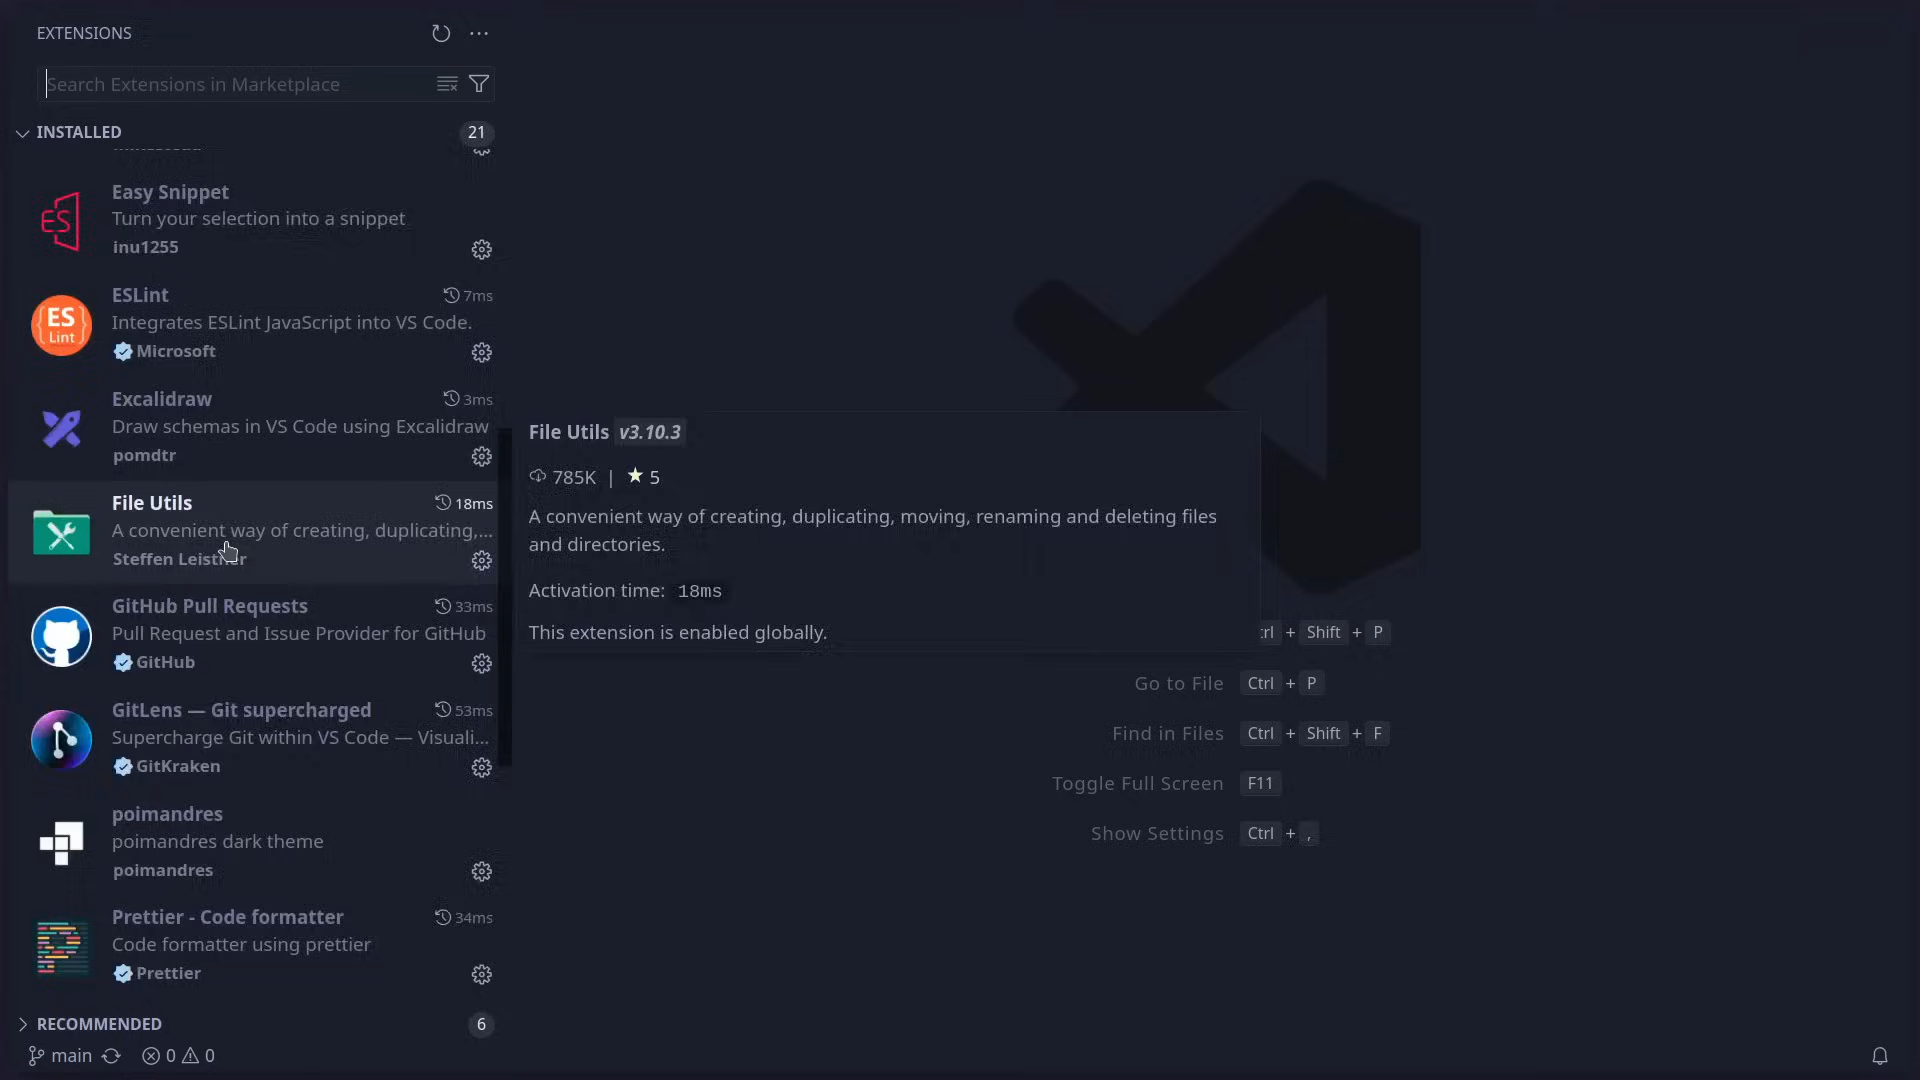 EXTENSIONS
Search Extensions in Marketplace
INSTALLED 21
Easy Snippet
Turn your selection into a snippet
inu1255
ES
ESLint 7ms
Integrates ESLint JavaScript into VS Code.
Microsoft
ES
Lint
Excalidraw 3ms
Draw schemas in VS Code using Excalidraw
pomdtr
File Utils 18ms
A convenient way of creating, duplicating,...
Steffen Leistner
GitHub Pull Requests 33ms
Pull Request and Issue Provider for GitHub
GitHub
GitLens — Git supercharged 53ms
Supercharge Git within VS Code — Visuali...
GitKraken
poimandres
poimandres dark theme
poimandres
Prettier - Code formatter 34ms
Code formatter using prettier
Prettier
RECOMMENDED 6
main 0 0
File Utils v3.10.3
785K | ★ 5
A convenient way of creating, duplicating, moving, renaming and deleting files
and directories.
Activation time: 18ms
This extension is enabled globally.
+ Shift + P
Go to File Ctrl + P
Find in Files Ctrl + Shift + F
Toggle Full Screen F11
Show Settings Ctrl + ,